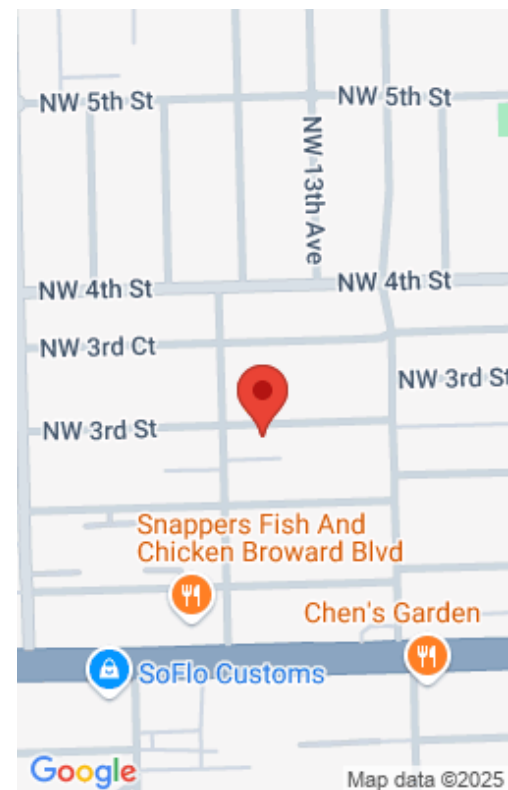 NW 5th St
NW 5th St
NW 13th Ave
NW 4th St
NW 4th St
NW 3rd Ct
NW 3rd St
NW 3rd St
Snappers Fish And
Chicken Broward Blvd
Chen's Garden
SoFlo Customs
Google
Map data ©2025